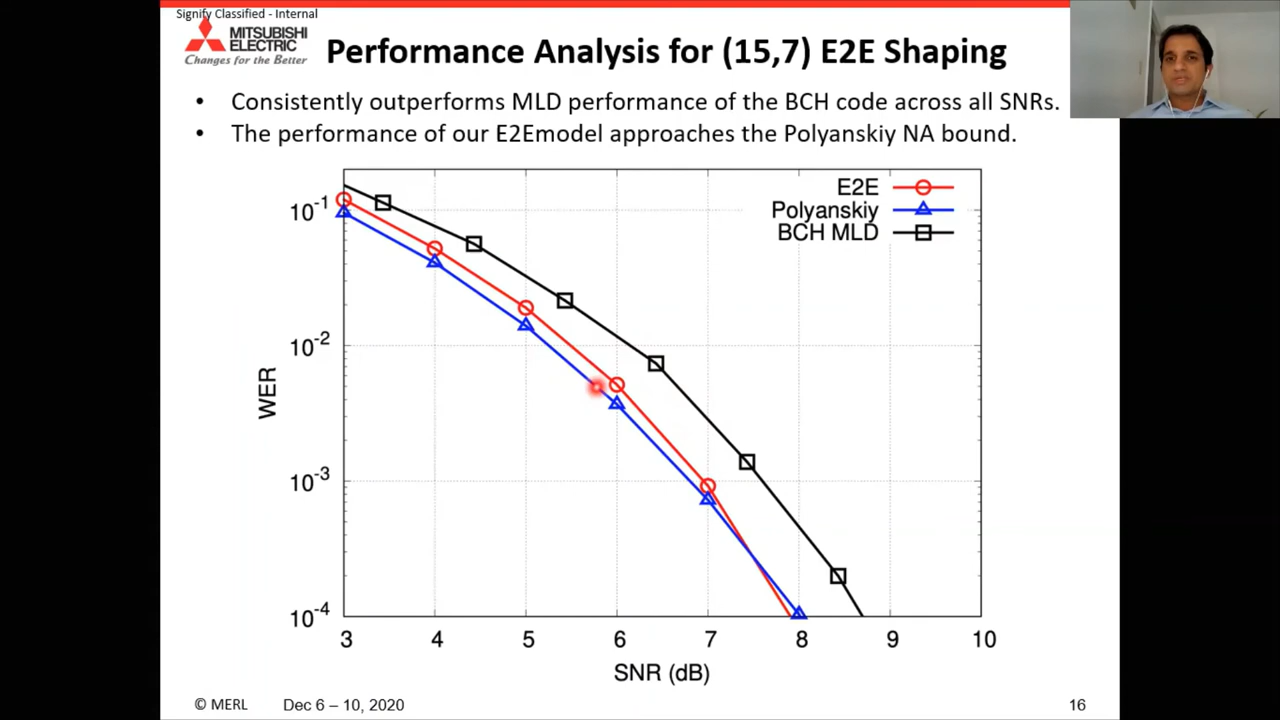 Signify Classified - Internal
MITSUBISHI
ELECTRIC
Changes for the Better
Performance Analysis for (15,7) E2E Shaping
• Consistently outperforms MLD performance of the BCH code across all SNRs.
• The performance of our E2Emodel approaches the Polyanskiy NA bound.
E2E
Polyanskiy
BCH MLD
10-1
10-2
10-3
10-4
WER
3 4 5 6 7 8 9 10
SNR (dB)
© MERL Dec 6 – 10, 2020 16